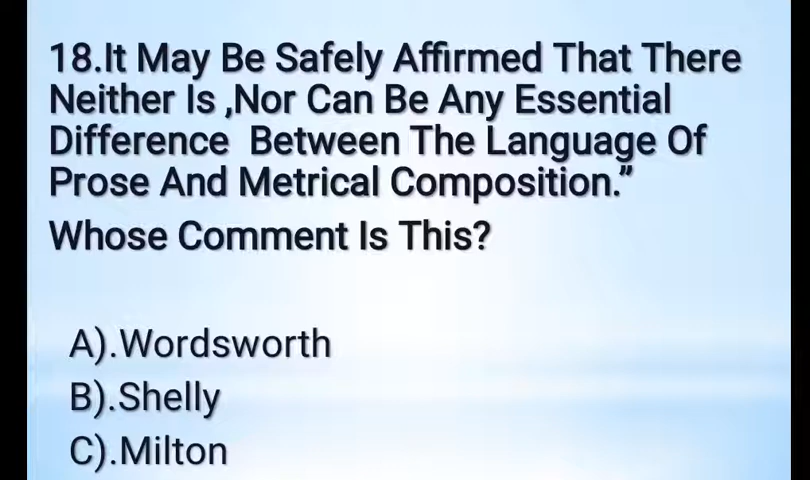 18.It May Be Safely Affirmed That There
Neither Is ,Nor Can Be Any Essential
Difference Between The Language Of
Prose And Metrical Composition.”
Whose Comment Is This?
A).Wordsworth
B).Shelly
C).Milton